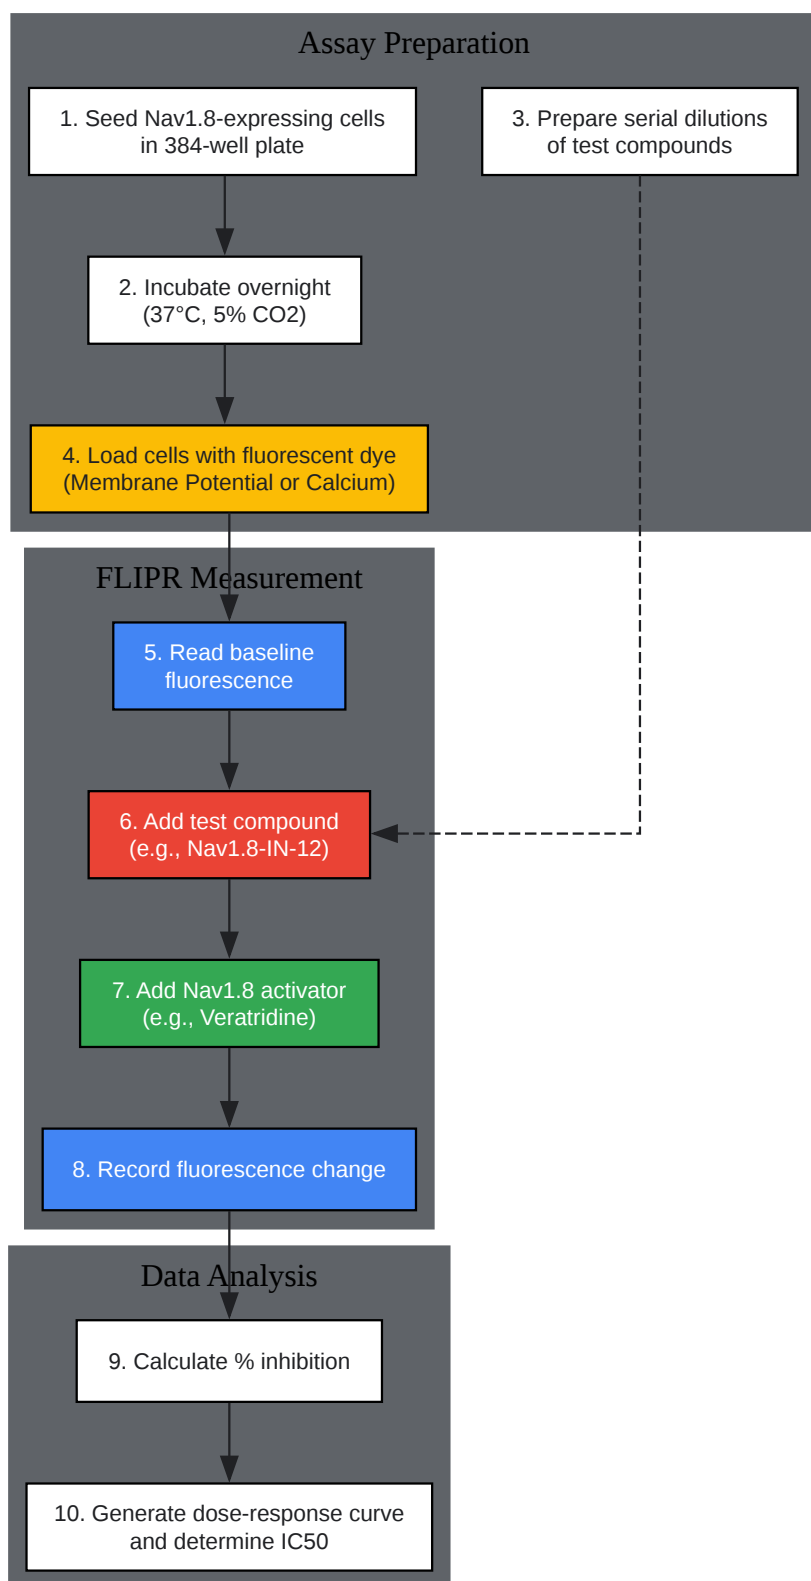 Assay Preparation
1. Seed Nav1.8-expressing cells
in 384-well plate
3. Prepare serial dilutions
of test compounds
2. Incubate overnight
(37°C, 5% CO2)
4. Load cells with fluorescent dye
(Membrane Potential or Calcium)
FLIPR Measurement
5. Read baseline
fluorescence
6. Add test compound
(e.g., Nav1.8-IN-12)
7. Add Nav1.8 activator
(e.g., Veratridine)
8. Record fluorescence change
Data Analysis
9. Calculate % inhibition
10. Generate dose-response curve
and determine IC50